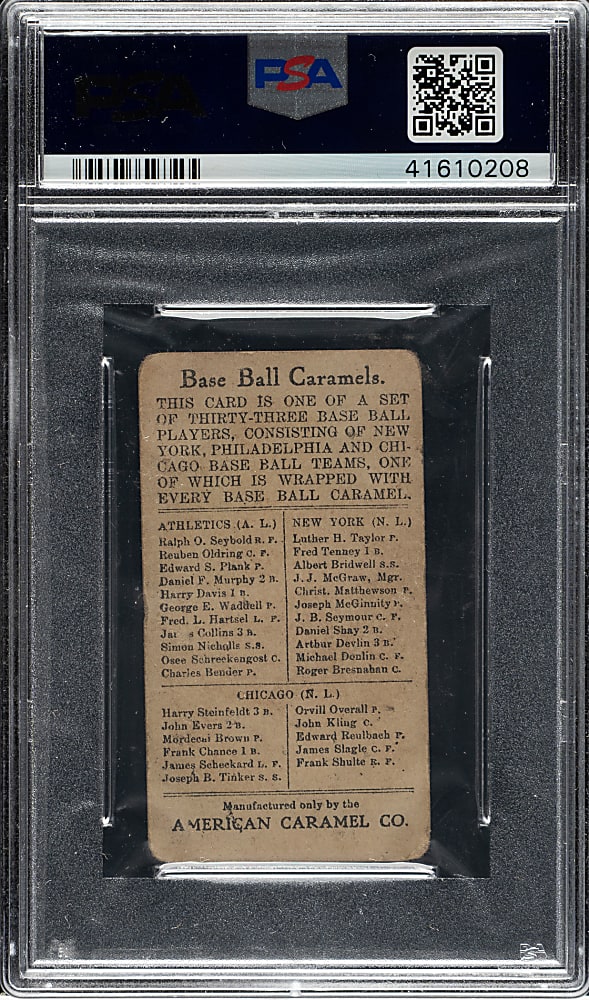 PSA
PSA
41610208
Base Ball Caramels.
THIS CARD IS ONE OF A SET
OF THIRTY-THREE BASE BALL
PLAYERS, CONSISTING OF NEW
YORK, PHILADELPHIA AND CHI-
CAGO BASE BALL TEAMS, ONE
OF WHICH IS WRAPPED WITH
EVERY BASE BALL CARAMEL.
ATHLETICS (A. L.)
Ralph O. Seybold R. F.
Reuben Oldring C. F.
Edward S. Plank P.
Daniel F. Murphy 2 B.
Harry Davis 1 B.
George E. Waddell P.
Fred. L. Hartsel L. F.
Collins 3 B.
Simon Nicholls S.S.
Osee Schreckengost C.
Charles Bender P.
NEW YORK (N. L.)
Luther H. Taylor P.
Fred Tenney 1 B.
Albert Bridwell S.S.
J. J. McGraw, Mgr.
Christ. Matthewson P.
Joseph McGinnity P.
J. B. Seymour C. F.
Daniel Shay 2 B.
Arthur Devlin 3 B.
Michael Donlin C. F.
Roger Bresnahan C.
CHICAGO (N. L.)
Harry Steinfeldt 3 B.
John Evers 2 B.
Mordecai Brown P.
Frank Chance 1 B.
James Scheckard L. F.
Joseph B. Tinker S. S.
Orvill Overall P.
John Kling C.
Edward Reulbach P.
James Slagle C. F.
Frank Shulte R. F.
Manufactured only by the
AMERICAN CARAMEL CO.
PSA